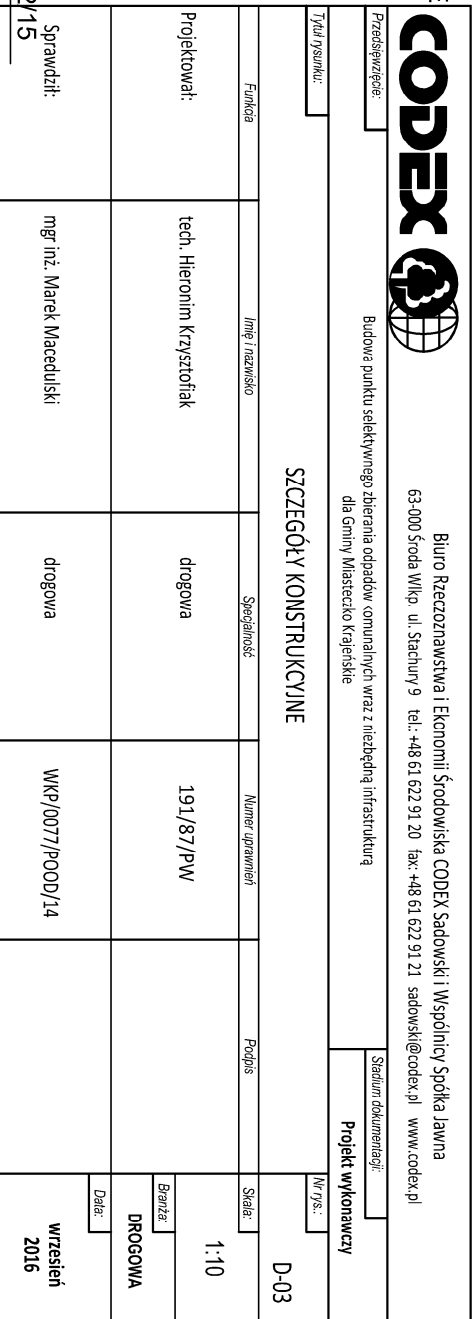 CODEX
Biuro Rzeczoznawstwa i Ekonomii Środowiska CODEX Sadowski i Wspólnicy Spółka Jawna
63-000 Środa Wlkp. ul. Stachury 9 tel.: +48 61 622 91 20 fax: +48 61 622 91 21 sadowski@codex.pl www.codex.pl
Przedsięwzięcie:
Budowa punktu selektywnego zbierania odpadów komunalnych wraz z niezbędną infrastrukturą
dla Gminy Miasteczko Krajeńskie
Stadium dokumentacji:
Projekt wykonawczy
Tytuł rysunku:
SZCZEGÓŁY KONSTRUKCYJNE
Nr rys.:
D-03
Funkcja Imię i nazwisko Specjalność Numer uprawnień Podpis
Skala:
1:10
Projektował: tech. Hieronim Krzysztofiak drogowa 191/87/PW
Branża:
DROGOWA
Sprawdził: mgr inż. Marek Macedulski drogowa WKP/0077/POOD/14
Data:
wrzesień
2016
/15